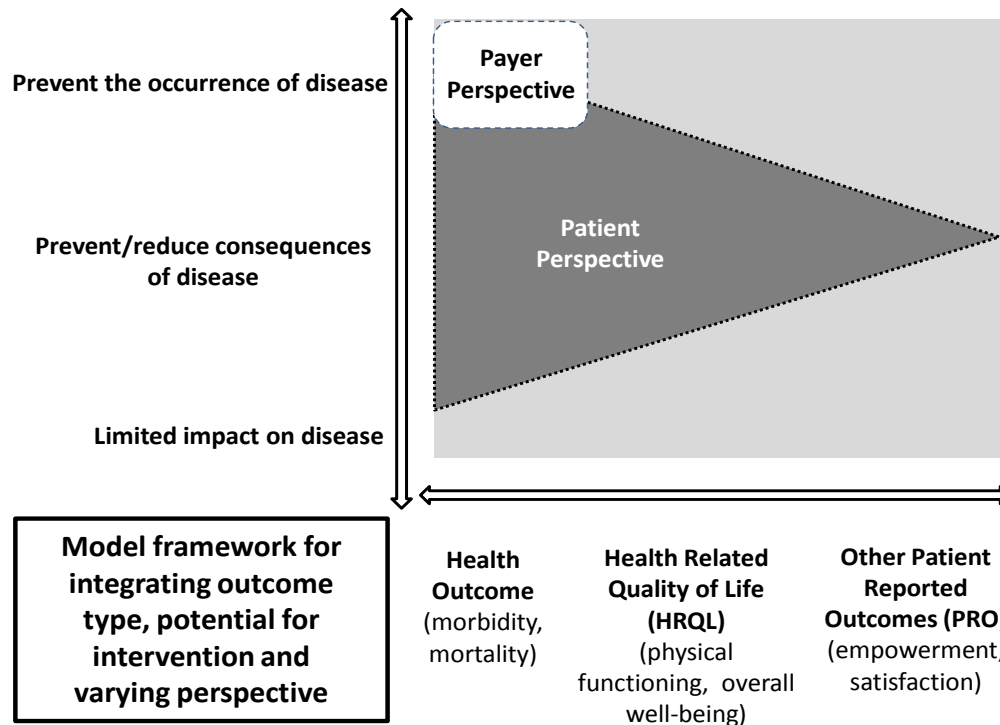 Payer
Perspective
Prevent the occurrence of disease
Patient
Perspective
Prevent/reduce consequences
of disease
Limited impact on disease
Model framework for
integrating outcome
type, potential for
intervention and
varying perspective
Health
Outcome
(morbidity,
mortality)
Health Related
Quality of Life
(HRQL)
(physical
functioning, overall
well-being)
Other Patient
Reported
Outcomes (PRO
(empowerment,
satisfaction)